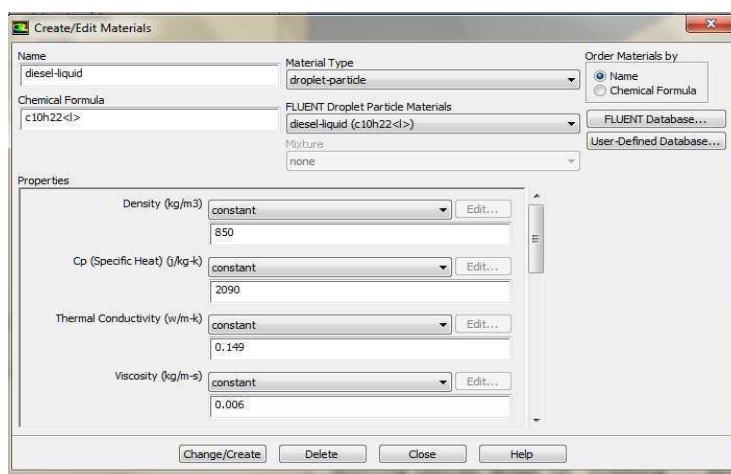 Create/Edit Materials
Name
diesel-liquid
Chemical Formula
c10h22<l>
Material Type
droplet-particle
FLUENT Droplet Particle Materials
diesel-liquid (c10h22<l>)
Mixture
none
Order Materials by
Name
Chemical Formula
FLUENT Database...
User-Defined Database...
Properties
Density (kg/m3) constant Edit...
850
Cp (Specific Heat) (j/kg-k) constant Edit...
2090
Thermal Conductivity (w/m-k) constant Edit...
0.149
Viscosity (kg/m-s) constant Edit...
0.006
Change/Create Delete Close Help